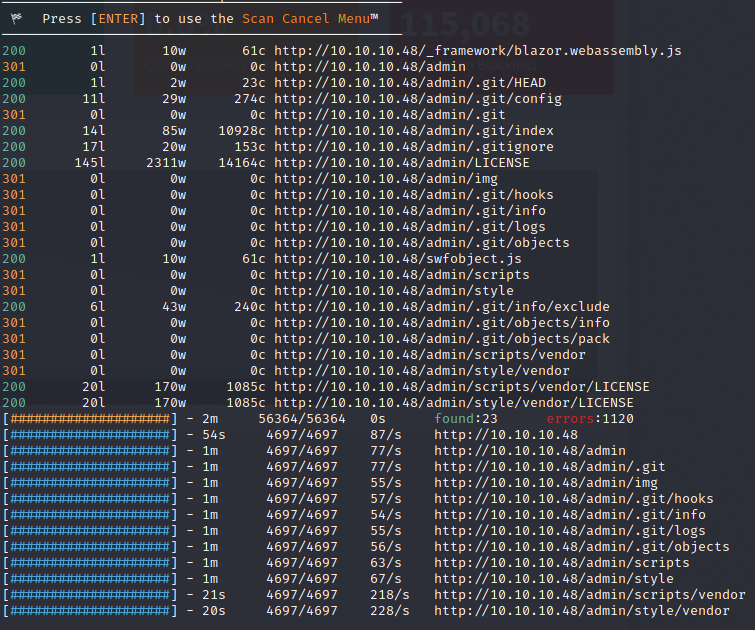 115,068
🏁 Press [ENTER] to use the Scan Cancel Menu™
200 1l 10w 61c http://10.10.10.48/_framework/blazor.webassembly.js
301 0l 0w 0c http://10.10.10.48/admin
200 1l 2w 23c http://10.10.10.48/admin/.git/HEAD
200 11l 29w 274c http://10.10.10.48/admin/.git/config
301 0l 0w 0c http://10.10.10.48/admin/.git
200 14l 85w 10928c http://10.10.10.48/admin/.git/index
200 17l 20w 153c http://10.10.10.48/admin/.gitignore
200 145l 2311w 14164c http://10.10.10.48/admin/LICENSE
301 0l 0w 0c http://10.10.10.48/admin/img
301 0l 0w 0c http://10.10.10.48/admin/.git/hooks
301 0l 0w 0c http://10.10.10.48/admin/.git/info
301 0l 0w 0c http://10.10.10.48/admin/.git/logs
301 0l 0w 0c http://10.10.10.48/admin/.git/objects
200 1l 10w 61c http://10.10.10.48/swfobject.js
301 0l 0w 0c http://10.10.10.48/admin/scripts
301 0l 0w 0c http://10.10.10.48/admin/style
200 6l 43w 240c http://10.10.10.48/admin/.git/info/exclude
301 0l 0w 0c http://10.10.10.48/admin/.git/objects/info
301 0l 0w 0c http://10.10.10.48/admin/.git/objects/pack
301 0l 0w 0c http://10.10.10.48/admin/scripts/vendor
301 0l 0w 0c http://10.10.10.48/admin/style/vendor
200 20l 170w 1085c http://10.10.10.48/admin/scripts/vendor/LICENSE
200 20l 170w 1085c http://10.10.10.48/admin/style/vendor/LICENSE
[####################] - 2m 56364/56364 0s found:23 errors:1120
[####################] - 54s 4697/4697 87/s http://10.10.10.48
[####################] - 1m 4697/4697 77/s http://10.10.10.48/admin
[####################] - 1m 4697/4697 77/s http://10.10.10.48/admin/.git
[####################] - 1m 4697/4697 55/s http://10.10.10.48/admin/img
[####################] - 1m 4697/4697 57/s http://10.10.10.48/admin/.git/hooks
[####################] - 1m 4697/4697 54/s http://10.10.10.48/admin/.git/info
[####################] - 1m 4697/4697 55/s http://10.10.10.48/admin/.git/logs
[####################] - 1m 4697/4697 56/s http://10.10.10.48/admin/.git/objects
[####################] - 1m 4697/4697 63/s http://10.10.10.48/admin/scripts
[####################] - 1m 4697/4697 67/s http://10.10.10.48/admin/style
[####################] - 21s 4697/4697 218/s http://10.10.10.48/admin/scripts/vendor
[####################] - 20s 4697/4697 228/s http://10.10.10.48/admin/style/vendor